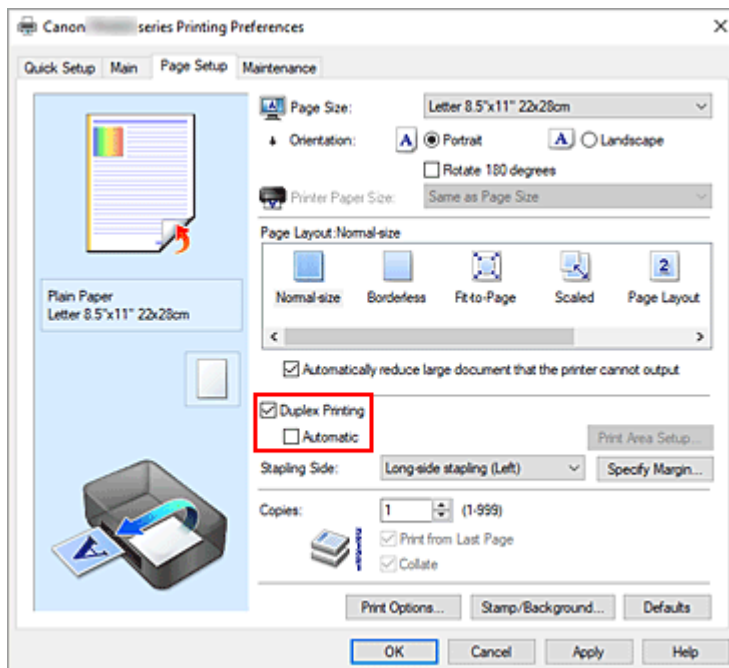 Canon series Printing Preferences
Quick Setup Main Page Setup Maintenance
Page Size: Letter 8.5"x11" 22x28cm
Orientation: A Portrait A Landscape
Rotate 180 degrees
Printer Paper Size: Same as Page Size
Page Layout:Normal-size
2
Normal-size Borderless Fit-to-Page Scaled Page Layout
Plain Paper
Letter 8.5"x11" 22x28cm
Automatically reduce large document that the printer cannot output
Duplex Printing
Automatic
Print Area Setup...
Stapling Side: Long-side stapling (Left) Specify Margin...
Copies: 1 (1-999)
Print from Last Page
Collate
A
Print Options... Stamp/Background... Defaults
OK Cancel Apply Help